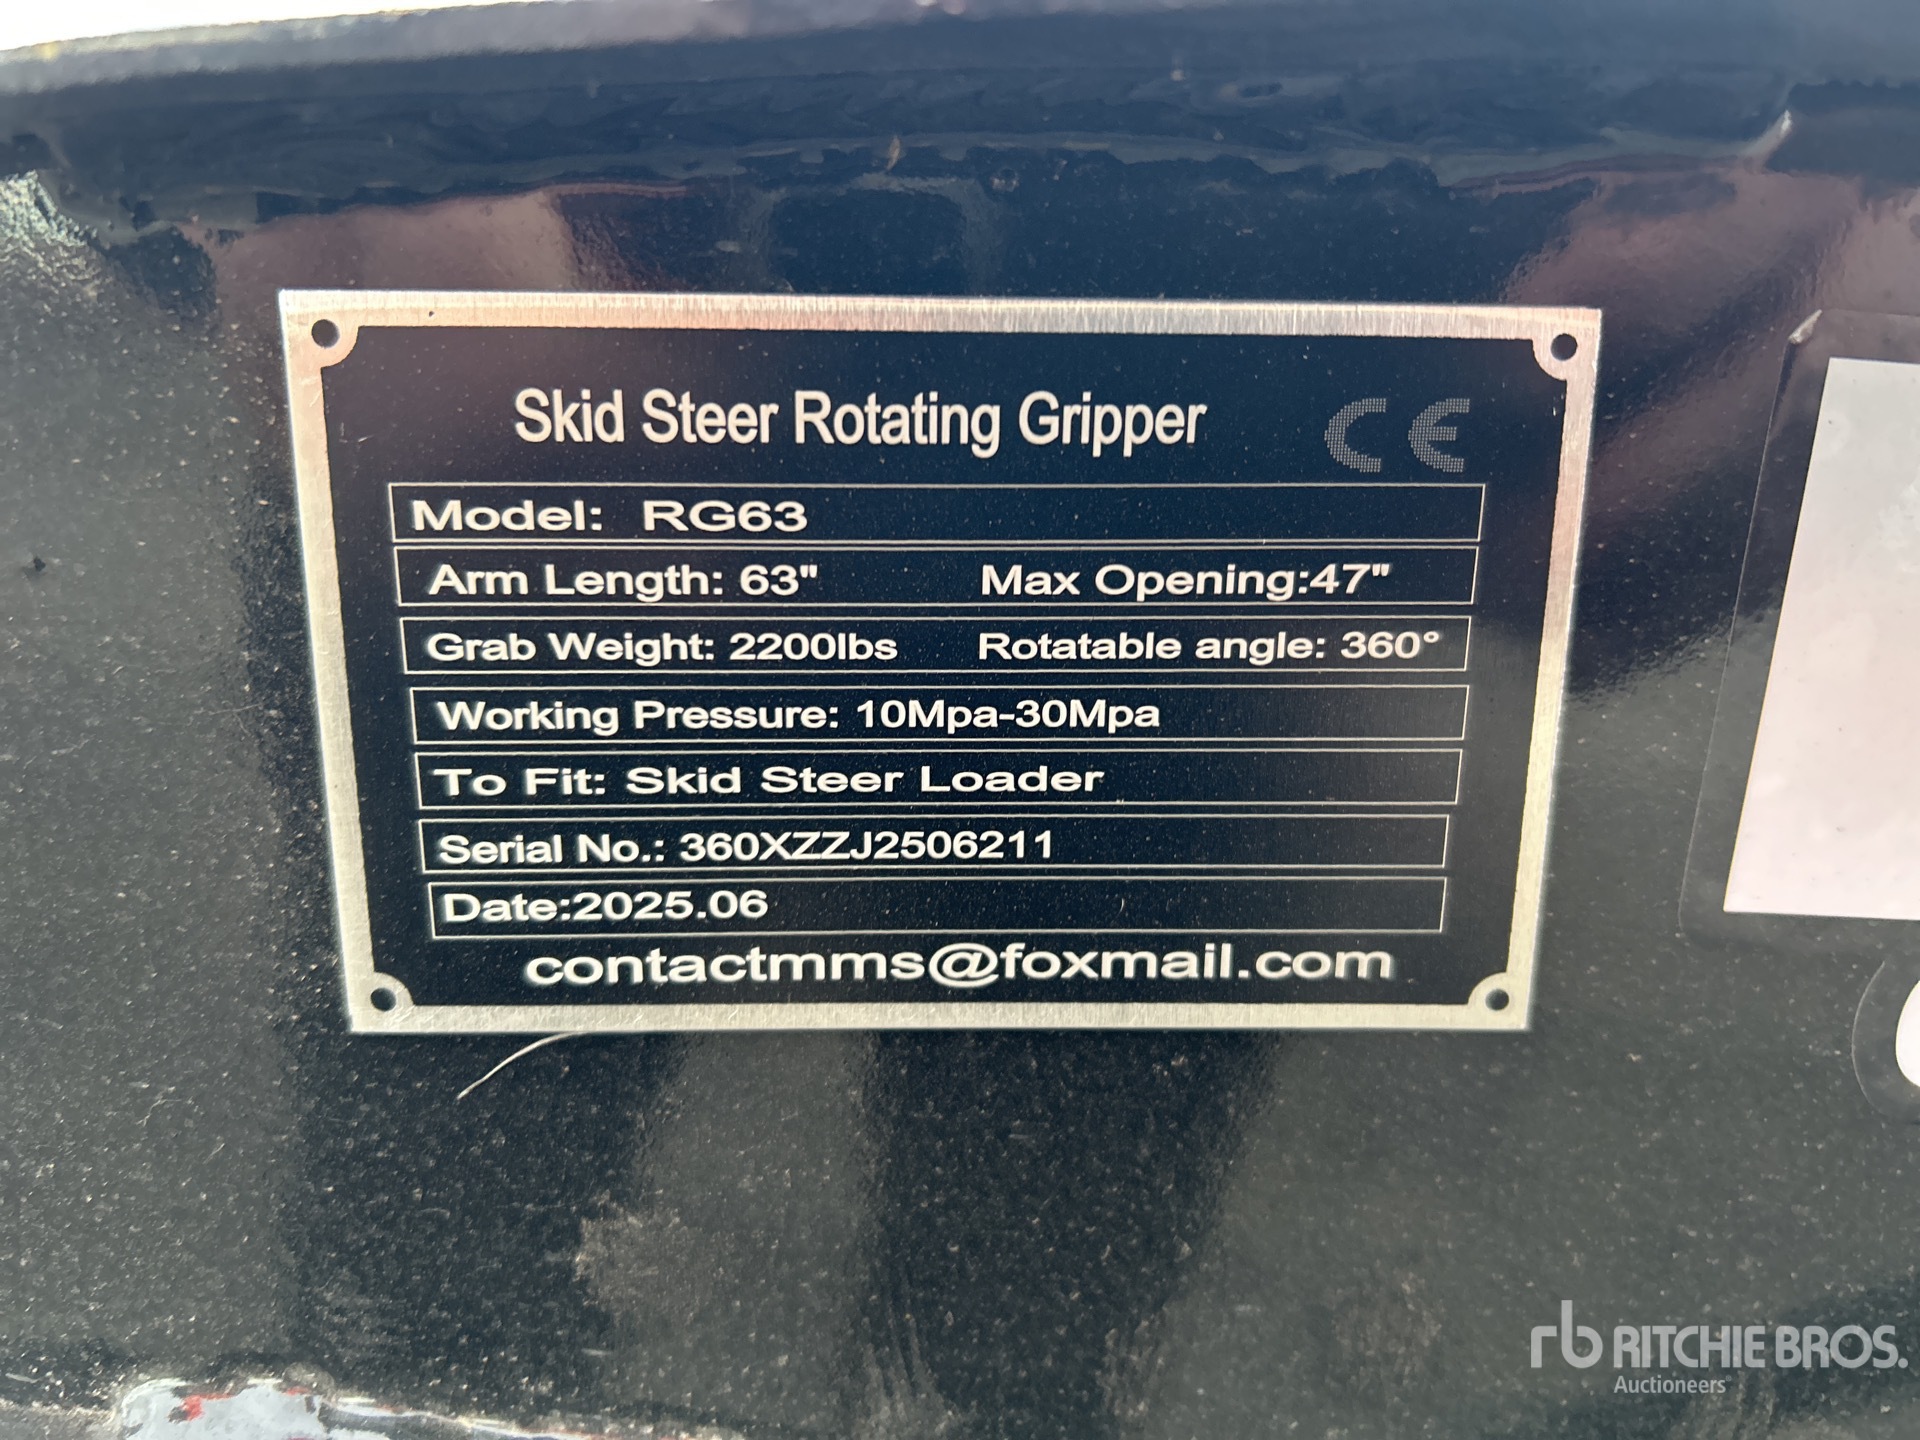 Skid Steer Rotating Gripper CE
Model: RG63
Arm Length: 63" Max Opening:47"
Grab Weight: 2200lbs Rotatable angle: 360°
Working Pressure: 10Mpa-30Mpa
To Fit: Skid Steer Loader
Serial No.: 360XZZJ2506211
Date:2025.06
contactmms@foxmail.com
rb RITCHIE BROS.
Auctioneers